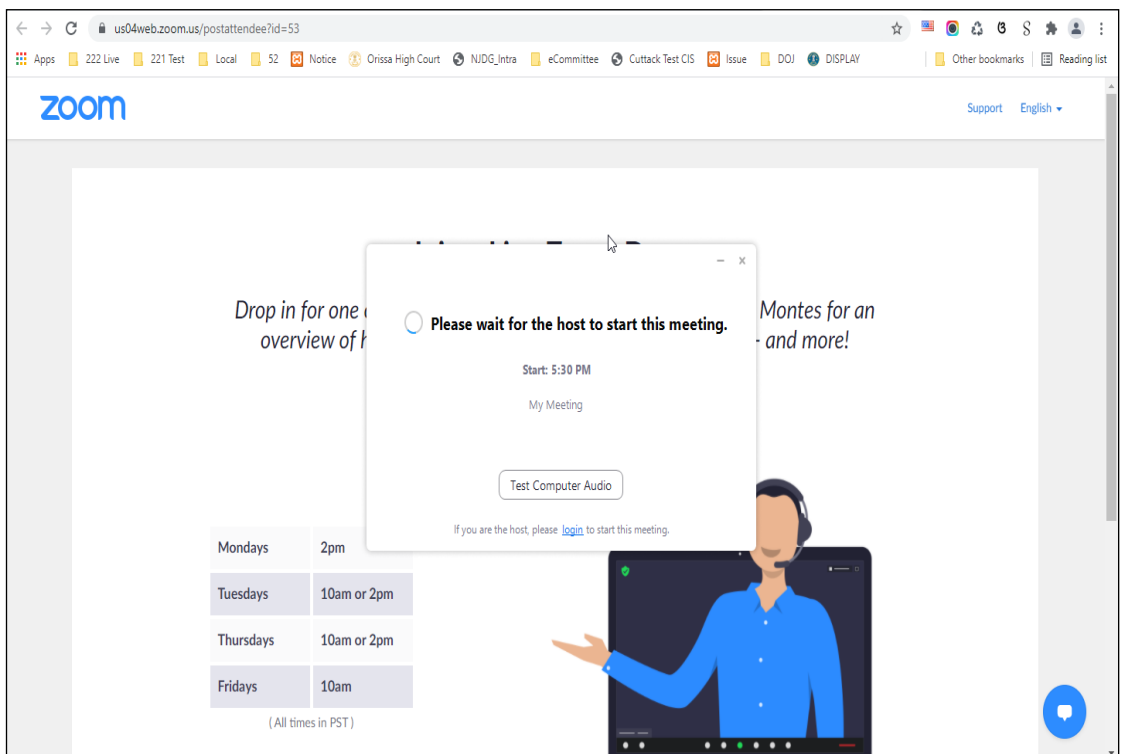 us04web.zoom.us/postattendee?id=53
Apps 222 Live 221 Test Local 52 Notice Orissa High Court NJDG_Intra eCommittee Cuttack Test CIS Issue DOJ DISPLAY Other bookmarks Reading list
zoom Support English
Please wait for the host to start this meeting.
Start: 5:30 PM
My Meeting
Test Computer Audio
If you are the host, please login to start this meeting.
Drop in for one Montes for an
overview of - and more!
Mondays 2pm
Tuesdays 10am or 2pm
Thursdays 10am or 2pm
Fridays 10am
( All times in PST )